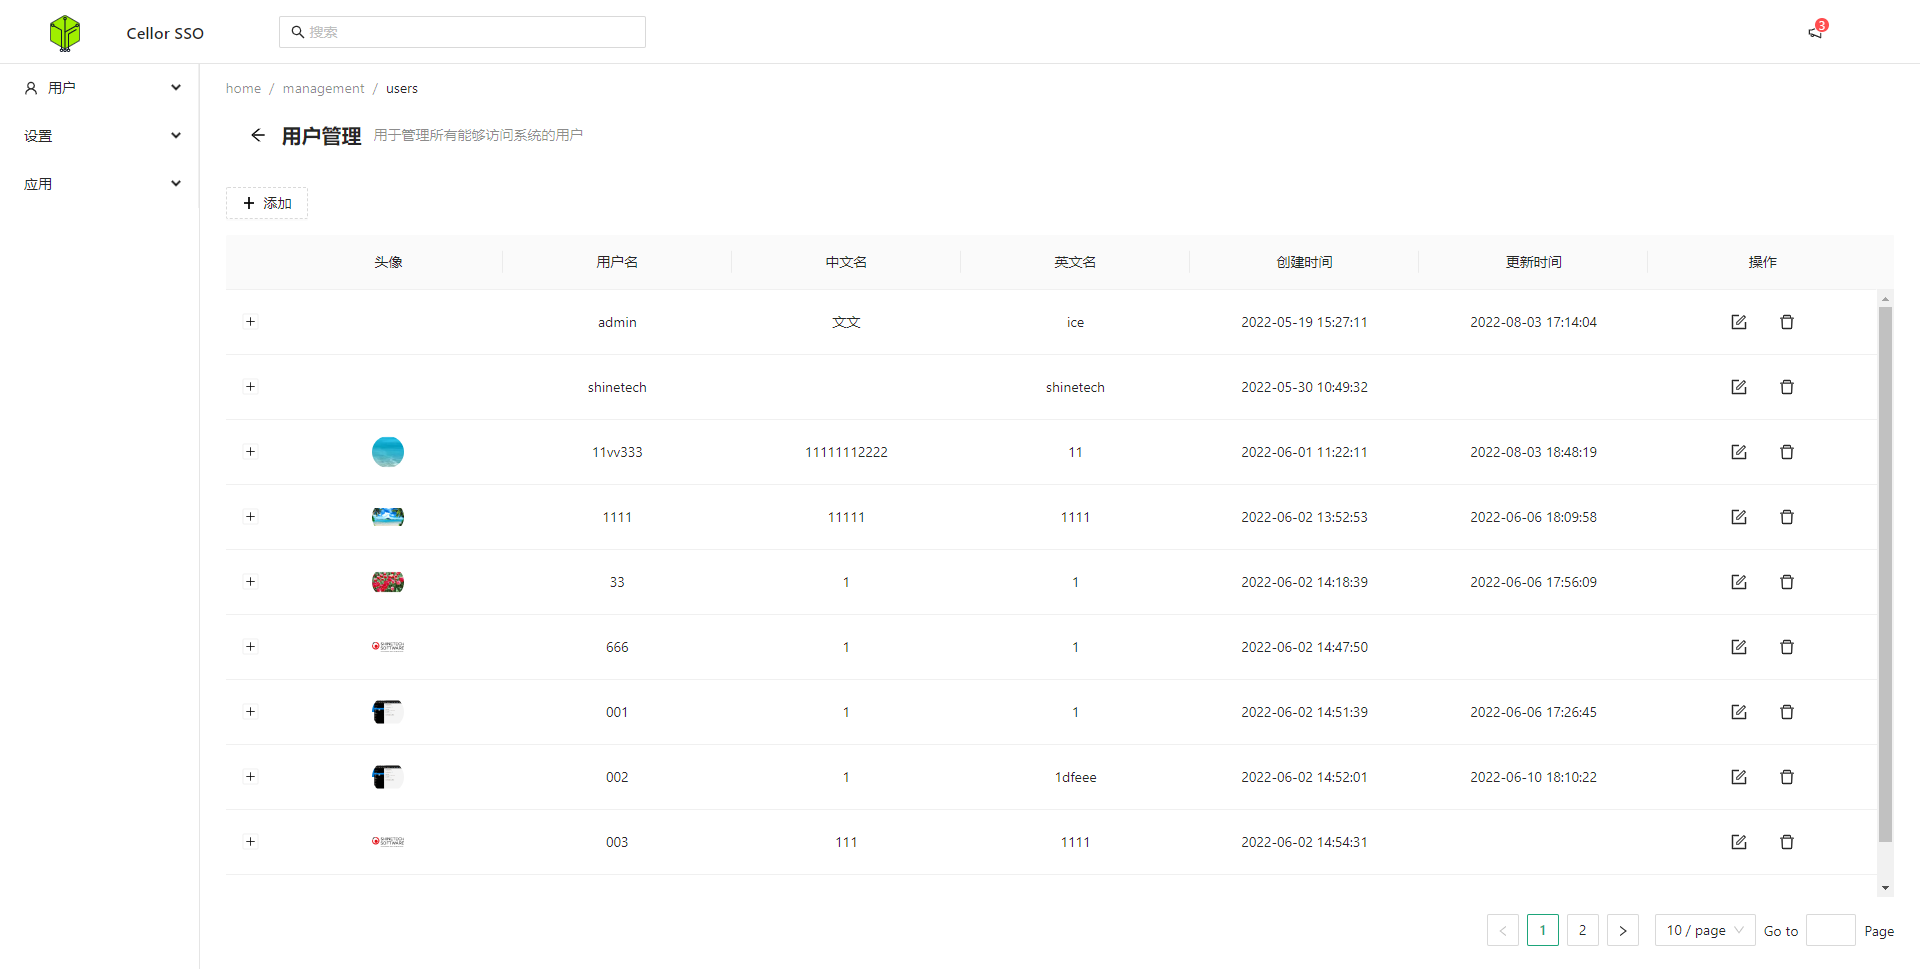 Cellor SSO
搜索
3
用户
设置
应用
home / management / users
用户管理 用于管理所有能够访问系统的用户
添加
头像 用户名 中文名 英文名 创建时间 更新时间 操作
admin 文文 ice 2022-05-19 15:27:11 2022-08-03 17:14:04
shinetech shinetech 2022-05-30 10:49:32
11vv333 11111112222 11 2022-06-01 11:22:11 2022-08-03 18:48:19
1111 11111 1111 2022-06-02 13:52:53 2022-06-06 18:09:58
33 1 1 2022-06-02 14:18:39 2022-06-06 17:56:09
SHINETECH SOFTWARE 666 1 1 2022-06-02 14:47:50
001 1 1 2022-06-02 14:51:39 2022-06-06 17:26:45
002 1 1dfeee 2022-06-02 14:52:01 2022-06-10 18:10:22
SHINETECH SOFTWARE 003 111 1111 2022-06-02 14:54:31
1 2 10 / page Go to Page